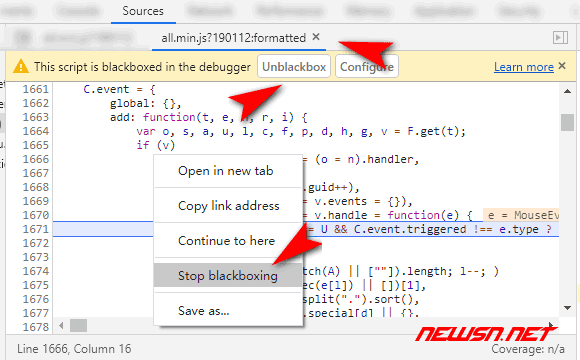 Sources
all.min.js?190112:formatted ×
This script is blackboxed in the debugger Unblackbox Configure Learn more ×
1661 C.event = {
1662 global: {},
1663 add: function(t, e, r, i) {
1664 var o, s, a, u, l, c, f, p, d, h, g, v = F.get(t);
1665 if (v)
1666 = (o = n).handler,
1667
1668 .guid++),
1669 v.events = {}),
1670 v.handle = function(e) { e = MouseEv
1671 = U && C.event.triggered !== e.type ?
1672
1673
1674 tch(A) || [""]).length; l--; )
1675 ec(e[l]) || [])[1],
1676 split(".").sort(),
1677 .special[d] || {},
1678
Open in new tab
Copy link address
Continue to here
Stop blackboxing
Save as...
Line 1666, Column 16 Coverage: n/a
NEWSN.NET